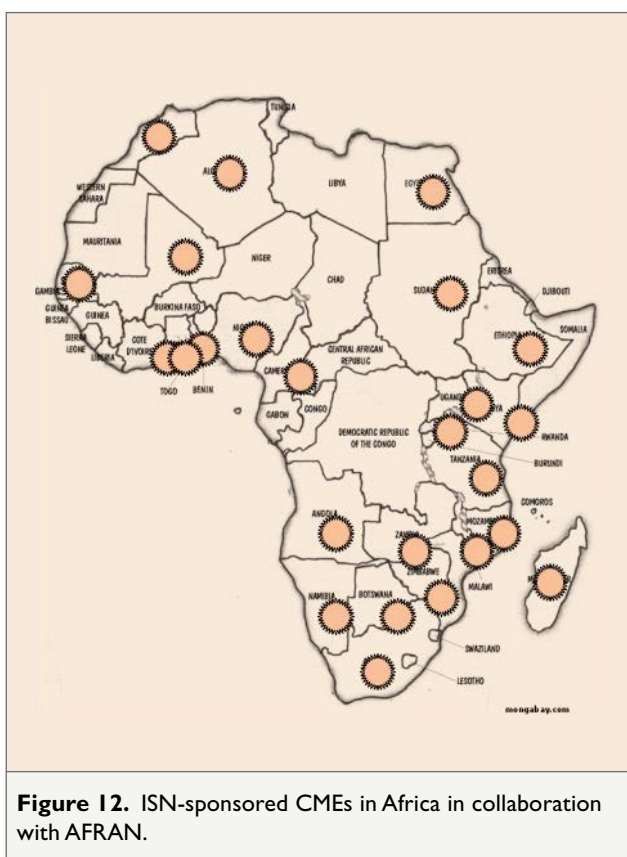 TUNISIA
LIBYA
WESTERN
SAHARA
MAURITANIA
NIGER
CHAD
SUDAN
ERITREA
DJIBOUTI
GAMBIA
GUINEA
BISSAU
GUINEA
BURKINA FASO
SIERRA
LEONE
LIBERIA
COTE
D'IVOIRE
TOGO
BENIN
CENTRAL AFRICAN
REPUBLIC
ETHIOPIA
SOMALIA
GABON
CONGO
DEMOCRATIC REPUBLIC
OF THE CONGO
RWANDA
BURUNDI
TANZANIA
COMOROS
ANGOLA
MALAWI
ZIMBABWE
NAMIBIA
BOTSWANA
SWAZILAND
LESOTHO
mongabay.com
Figure 12. ISN-sponsored CMEs in Africa in collaboration
with AFRAN.